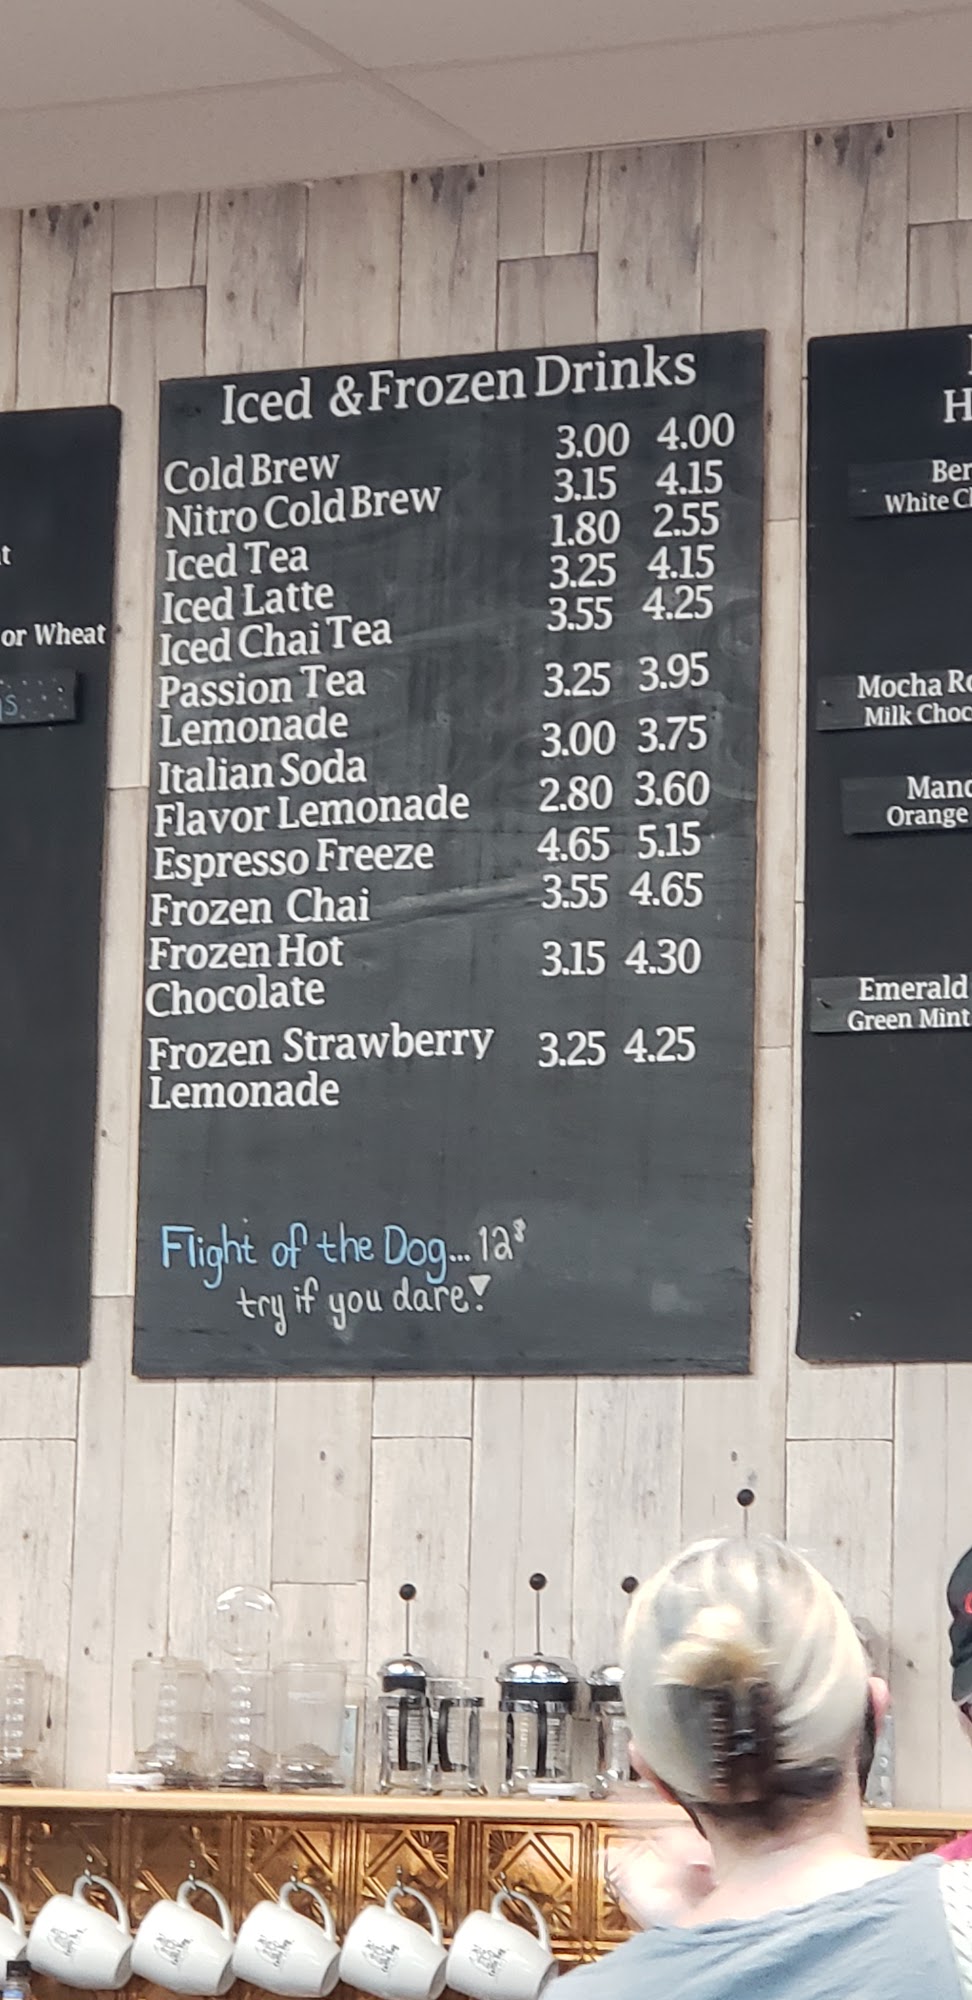 Iced & Frozen Drinks
Cold Brew 3.00 4.00
Nitro Cold Brew 3.15 4.15
Iced Tea 1.80 2.55
Iced Latte 3.25 4.15
Iced Chai Tea 3.55 4.25
Passion Tea 3.25 3.95
Lemonade
Italian Soda 3.00 3.75
Flavor Lemonade 2.80 3.60
Espresso Freeze 4.65 5.15
Frozen Chai 3.55 4.65
Frozen Hot 3.15 4.30
Chocolate
Frozen Strawberry 3.25 4.25
Lemonade
Flight of the Dog... 12$
try if you dare!
or Wheat
White
Mocha
Milk
Orange
Emerald
Green Mint